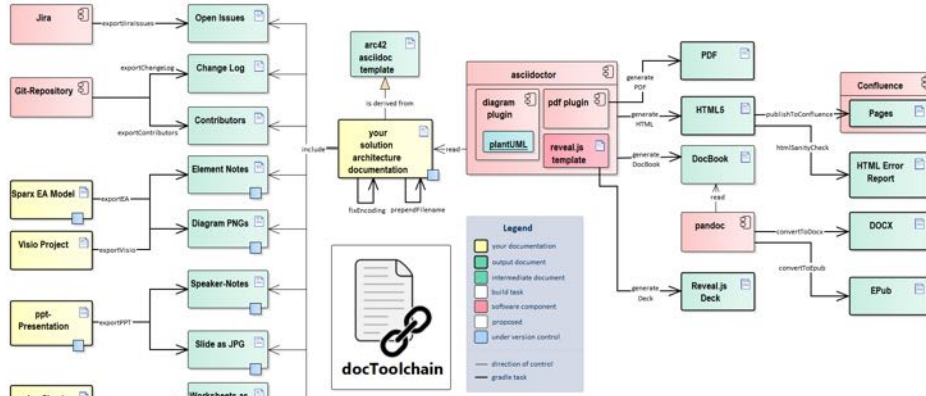 Jira
exportJiraIssues
Open Issues
Git-Repository
exportChangeLog
Change Log
exportContributors
Contributors
Sparx EA Model
exportEA
Element Notes
Visio Project
exportVisio
Diagram PNGs
ppt-
Presentation
exportPPT
Speaker-Notes
Slide as JPG
Worksheets as
include
arc42
asciidoc
template
is derived from
your
solution
architecture
documentation
fixEncoding
prependFilename
read
docToolchain
asciidoctor
diagram
plugin
plantUML
pdf plugin
reveal.js
template
generate
PDF
generate
HTML
generate
DocBook
generate
Deck
PDF
HTML5
DocBook
read
pandoc
Reveal.js
Deck
publishToConfluence
htmlSanityCheck
convertToDocx
convertToEpub
Confluence
Pages
HTML Error
Report
DOCX
EPub
Legend
your documentation
output document
intermediate document
build task
software component
proposed
under version control
direction of control
gradle task